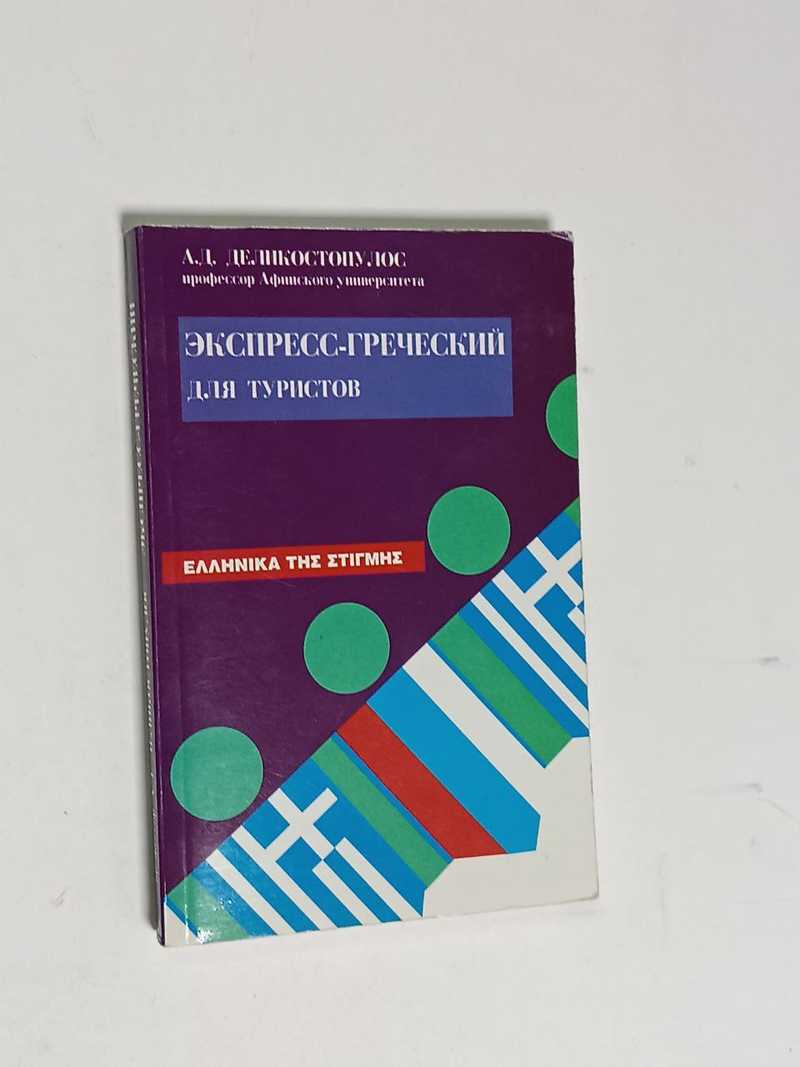 А.Д. ДЕЛИКОСТОПУЛОС
профессор Афинского университета
ЭКСПРЕСС-ГРЕЧЕСКИЙ
ДЛЯ ТУРИСТОВ
ΕΛΛΗΝΙΚΑ ΤΗΣ ΣΤΙΓΜΗΣ